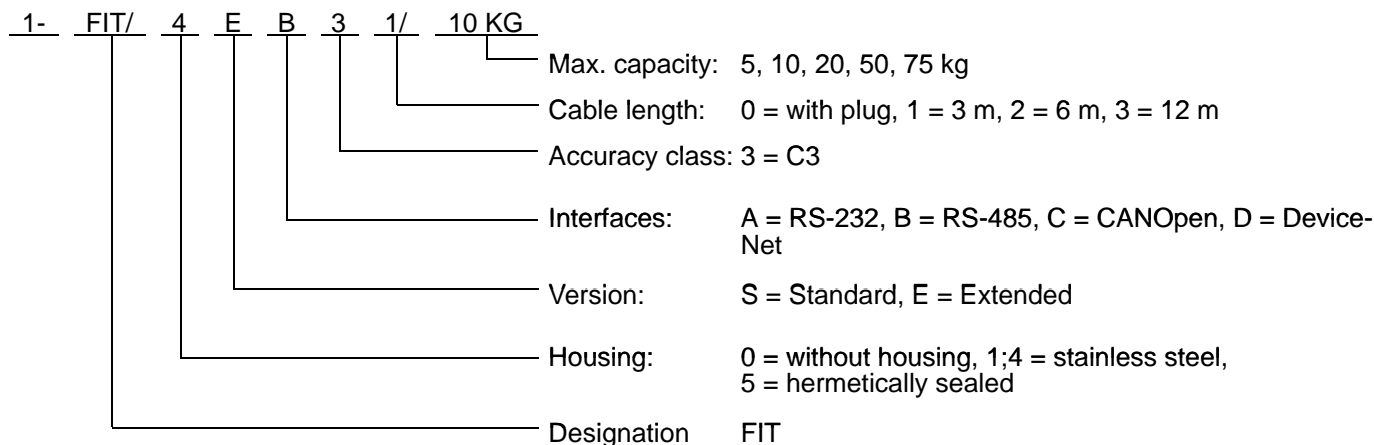 1- FIT/ 4 E B 3 1/ 10 KG
Max. capacity: 5, 10, 20, 50, 75 kg
Cable length: 0 = with plug, 1 = 3 m, 2 = 6 m, 3 = 12 m
Accuracy class: 3 = C3
Interfaces: A = RS-232, B = RS-485, C = CANOpen, D = Device-
Net
Version: S = Standard, E = Extended
Housing: 0 = without housing, 1;4 = stainless steel,
5 = hermetically sealed
Designation FIT